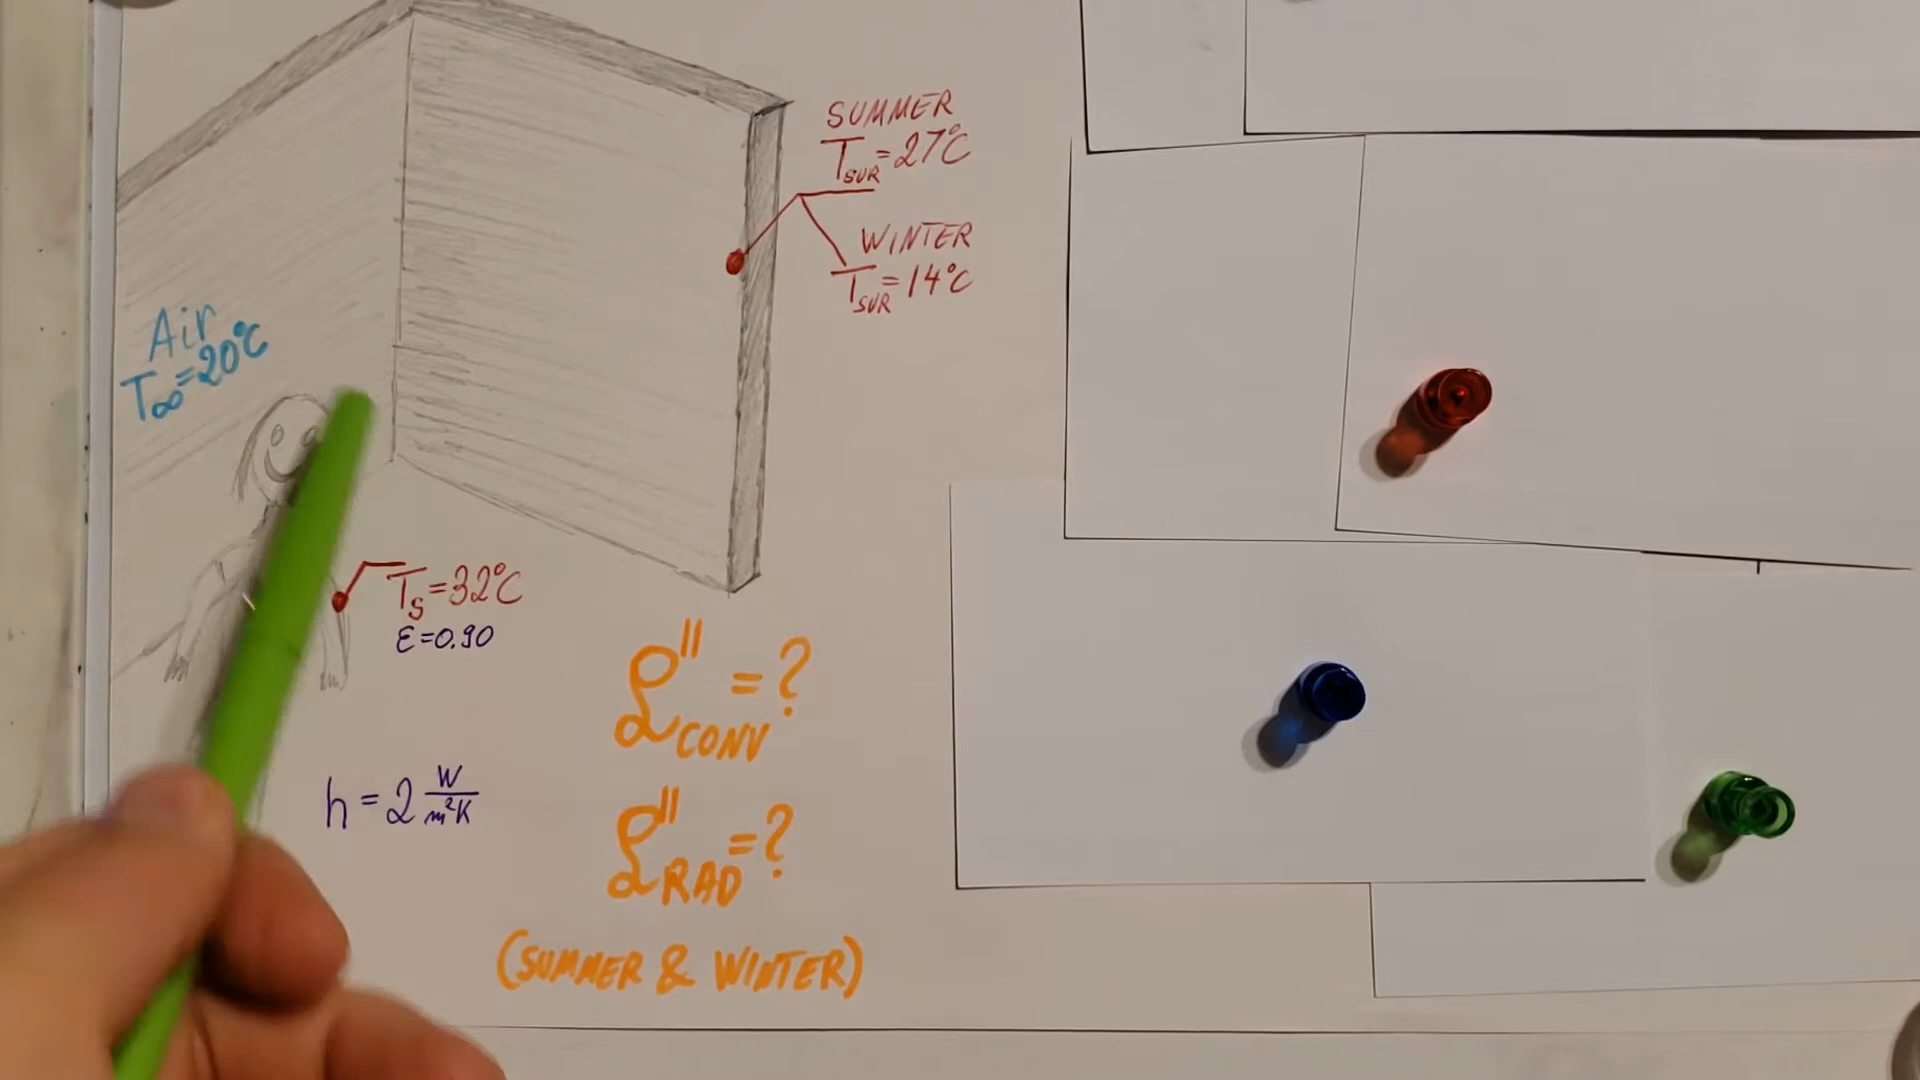 SUMMER
T_SUR=27°C
WINTER
T_SUR=14°C
Air
T∞=20°C
T_S=32°C
ε=0.90
q''_CONV=?
h=2 W/m²K
q''_RAD=?
(SUMMER & WINTER)